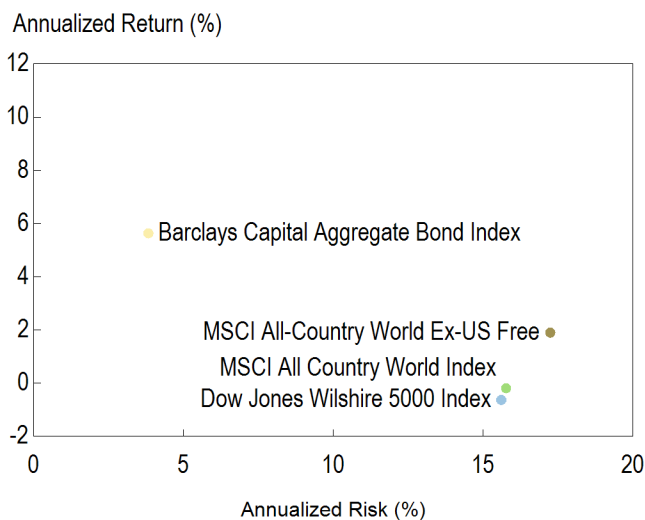 Annualized Return (%)
12
10
8
6
Barclays Capital Aggregate Bond Index
4
2
MSCI All-Country World Ex-US Free
MSCI All Country World Index
0
Dow Jones Wilshire 5000 Index
-2
0 5 10 15 20
Annualized Risk (%)